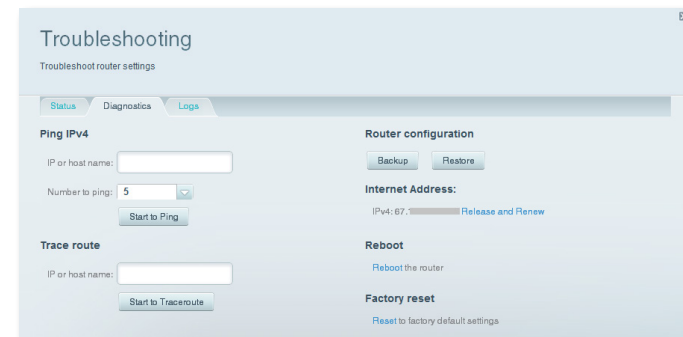 Troubleshooting
Troubleshoot router settings
Status
Diagnostics
Logs
Ping IPv4
IP or host name:
Number to ping: 5
Start to Ping
Trace route
IP or host name:
Start to Traceroute
Router configuration
Backup
Restore
Internet Address:
IPv4: 67. Release and Renew
Reboot
Reboot the router
Factory reset
Reset to factory default settings